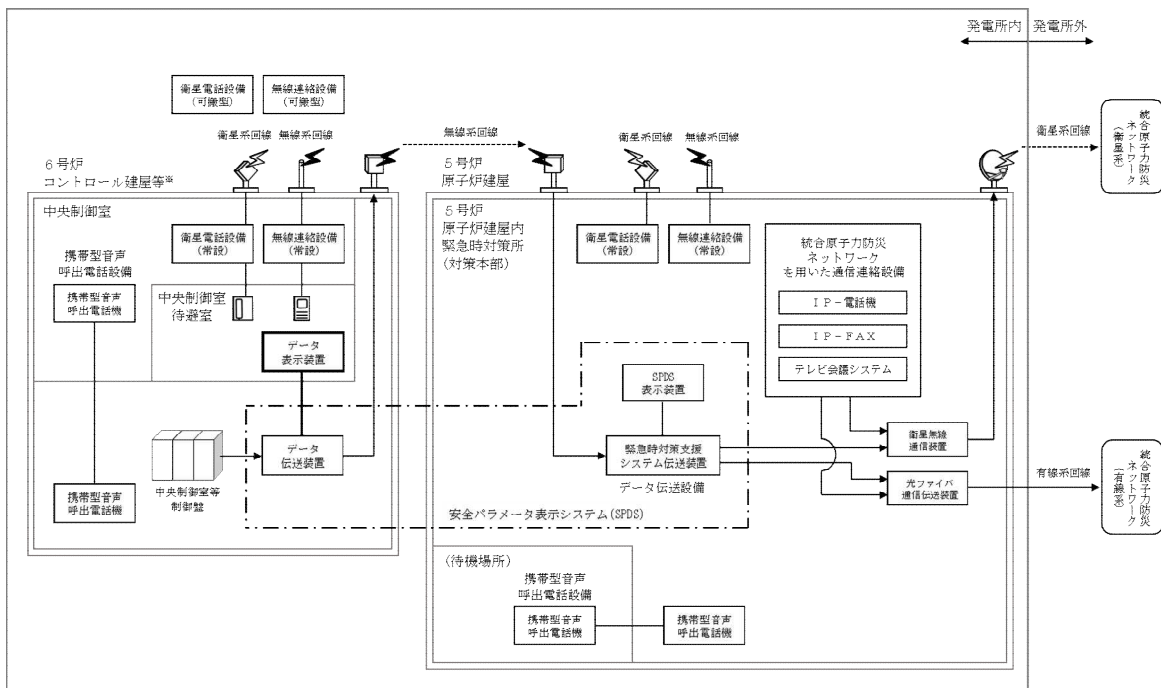 発電所内
発電所外
衛星電話設備
(可搬型)
無線連絡設備
(可搬型)
衛星系回線
無線系回線
無線系回線
衛星系回線
無線系回線
衛星系回線
統合原子力防災
ネットワーク
(衛星系)
6号炉
コントロール建屋等※
5号炉
原子炉建屋
中央制御室
5号炉
原子炉建屋内
緊急時対策所
(対策本部)
衛星電話設備
(常設)
無線連絡設備
(常設)
衛星電話設備
(常設)
無線連絡設備
(常設)
統合原子力防災
ネットワーク
を用いた通信連絡設備
IP-電話機
IP-FAX
テレビ会議システム
携帯型音声
呼出電話設備
携帯型音声
呼出電話機
中央制御室
待避室
データ
表示装置
SPDS
表示装置
中央制御室等
制御盤
データ
伝送装置
緊急時対策支援
システム伝送装置
データ伝送設備
衛星無線
通信装置
光ファイバ
通信伝送装置
有線系回線
統合原子力防災
ネットワーク
(有線系)
携帯型音声
呼出電話機
安全パラメータ表示システム(SPDS)
(待機場所)
携帯型音声
呼出電話設備
携帯型音声
呼出電話機
携帯型音声
呼出電話機